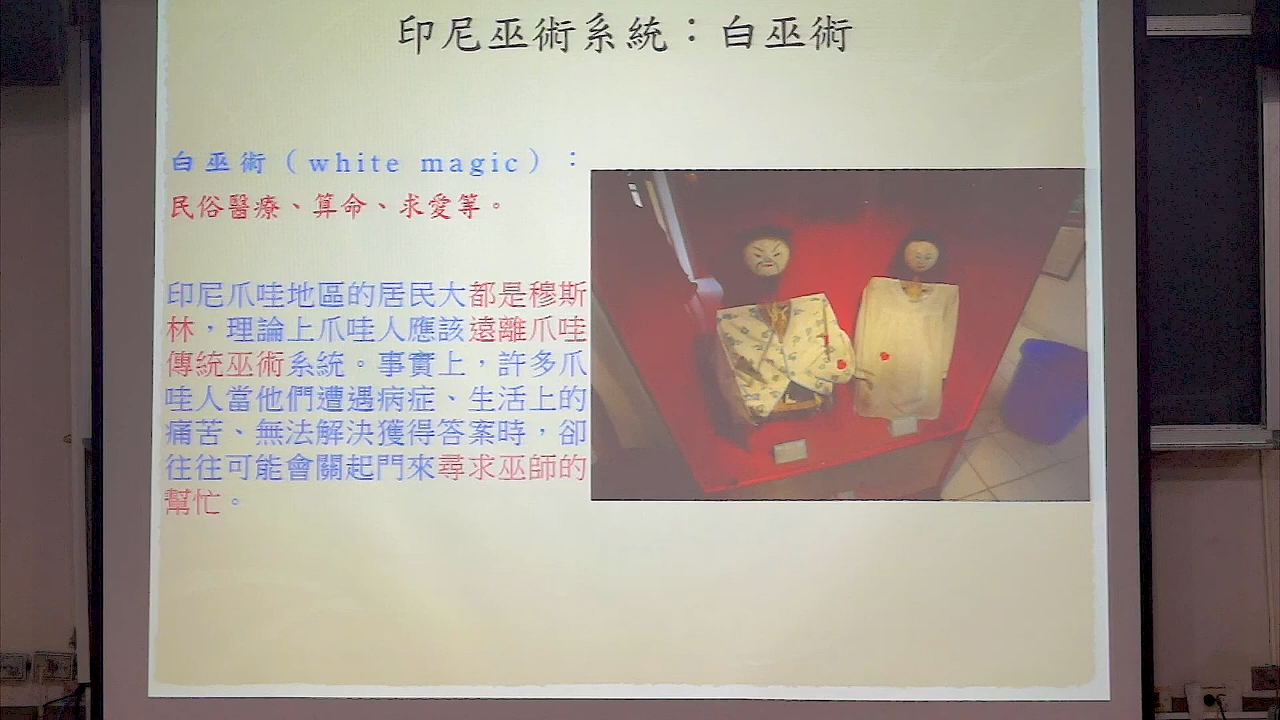 印尼巫術系統：白巫術
白巫術（white magic）：
民俗醫療、算命、求愛等。
印尼爪哇地區的居民大都是穆斯
林，理論上爪哇人應該遠離爪哇
傳統巫術系統。事實上，許多爪
哇人當他們遭遇病症、生活上的
痛苦、無法解決獲得答案時，卻
往往可能會關起門來尋求巫師的
幫忙。